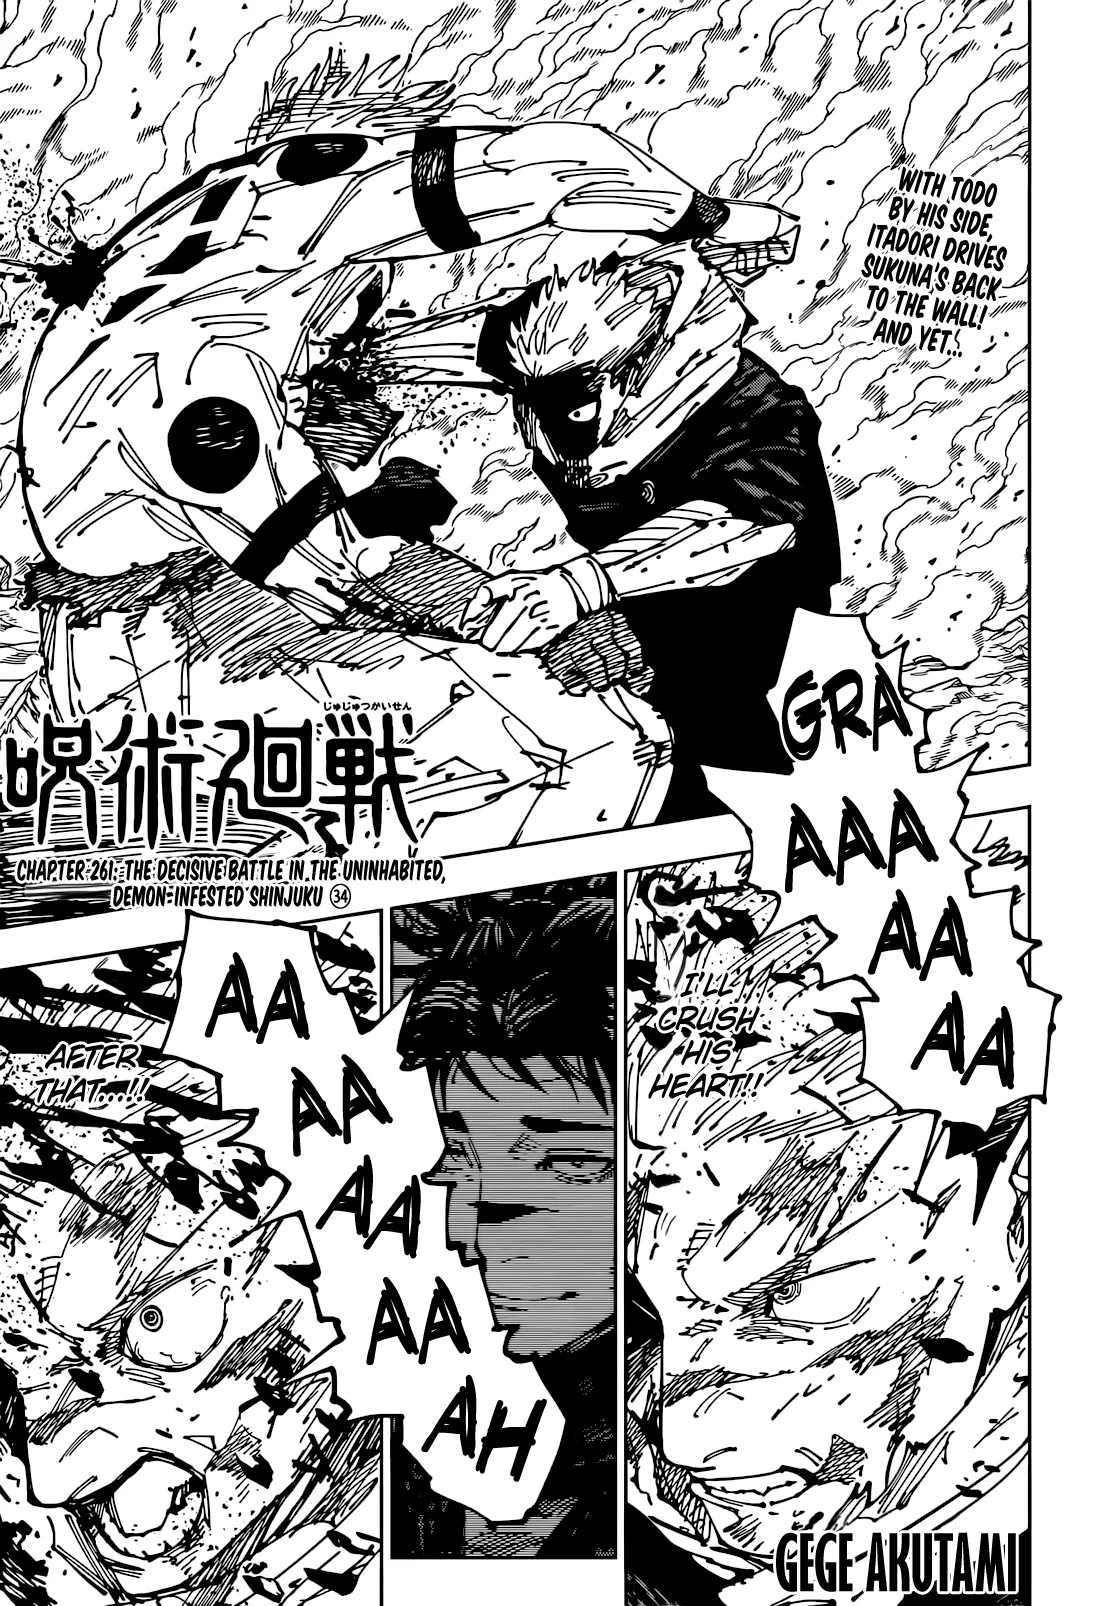 WITH TODO
BY HIS SIDE,
ITADORI DRIVES
SUKUNA'S BACK
TO THE WALL!
AND YET...
じゅじゅつかいせん
呪術廻戦
CHAPTER 261: THE DECISIVE BATTLE IN THE UNINHABITED,
DEMON-INFESTED SHINJUKU 34
GRA
AAA
AA
AA
I'LL
CRUSH
HIS
HEART!!
AA
AA
AA
AA
AH
AFTER
THAT...!!
GEGE AKUTAMI